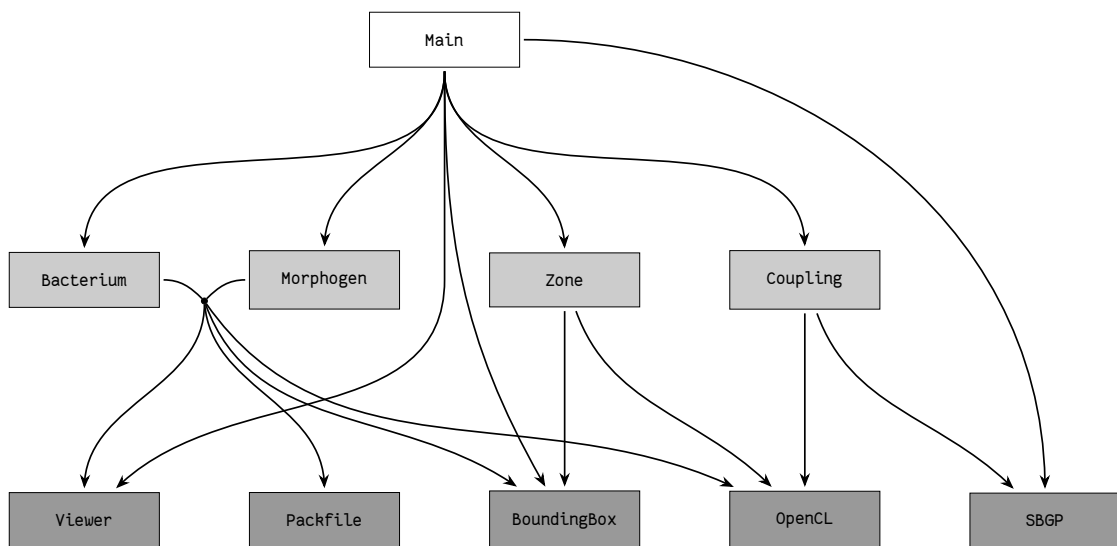 Main
Bacterium
Morphogen
Zone
Coupling
Viewer
Packfile
BoundingBox
OpenCL
SBGP